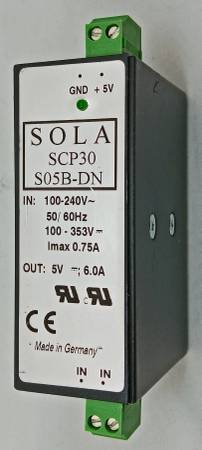 GND + 5V
SOLA
SCP30
S05B-DN
IN: 100-240V~
50/60Hz
100 - 353V⎓
Imax 0.75A
OUT: 5V ⎓; 6.0A
CE
"Made in Germany"
IN IN